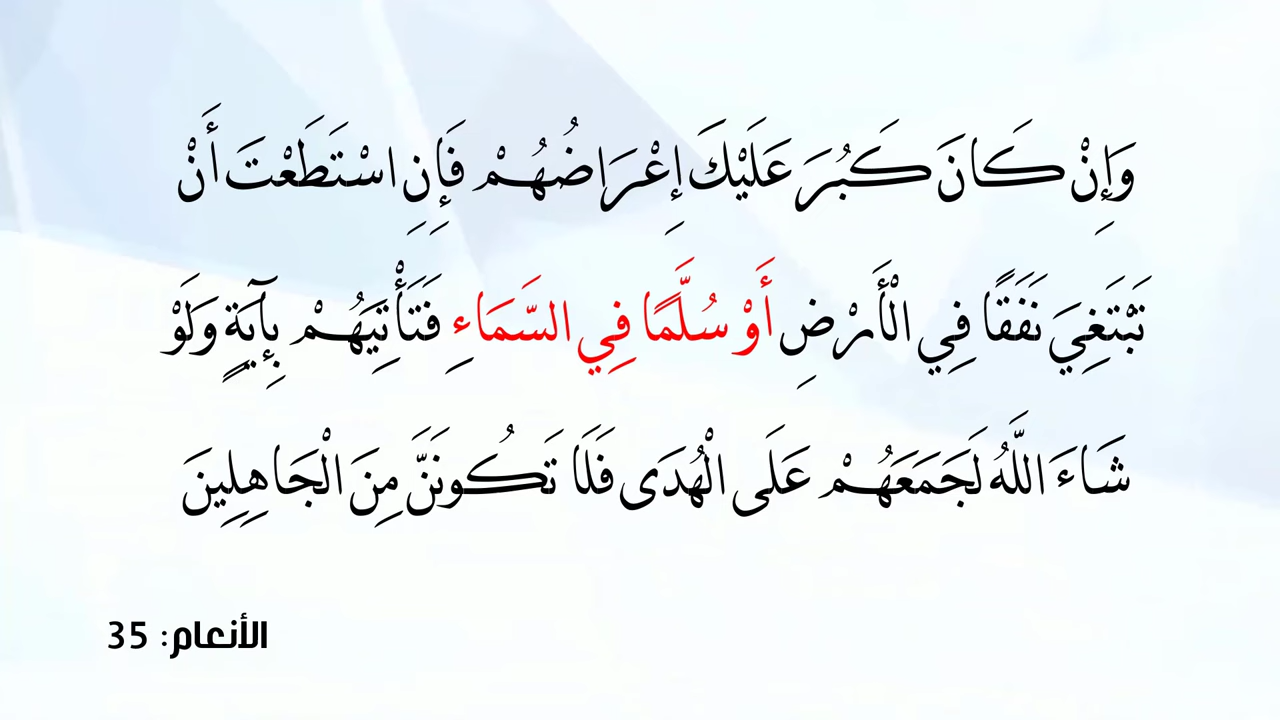 وَإِنْ كَانَ كَبُرَ عَلَيْكَ إِعْرَاضُهُمْ فَإِنِ اسْتَطَعْتَ أَنْ
تَبْتَغِيَ نَفَقًا فِي الْأَرْضِ أَوْ سُلَّمًا فِي السَّمَاءِ فَتَأْتِيَهُمْ بِآيَةٍ وَلَوْ
شَاءَ اللَّهُ لَجَمَعَهُمْ عَلَى الْهُدَى فَلَا تَكُونَنَّ مِنَ الْجَاهِلِينَ
الأنعام: 35